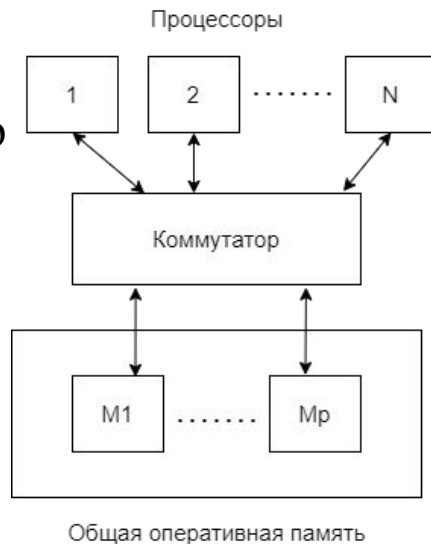 Процессоры
1 2 ....... N
Коммутатор
M1 ....... Mp
Общая оперативная память